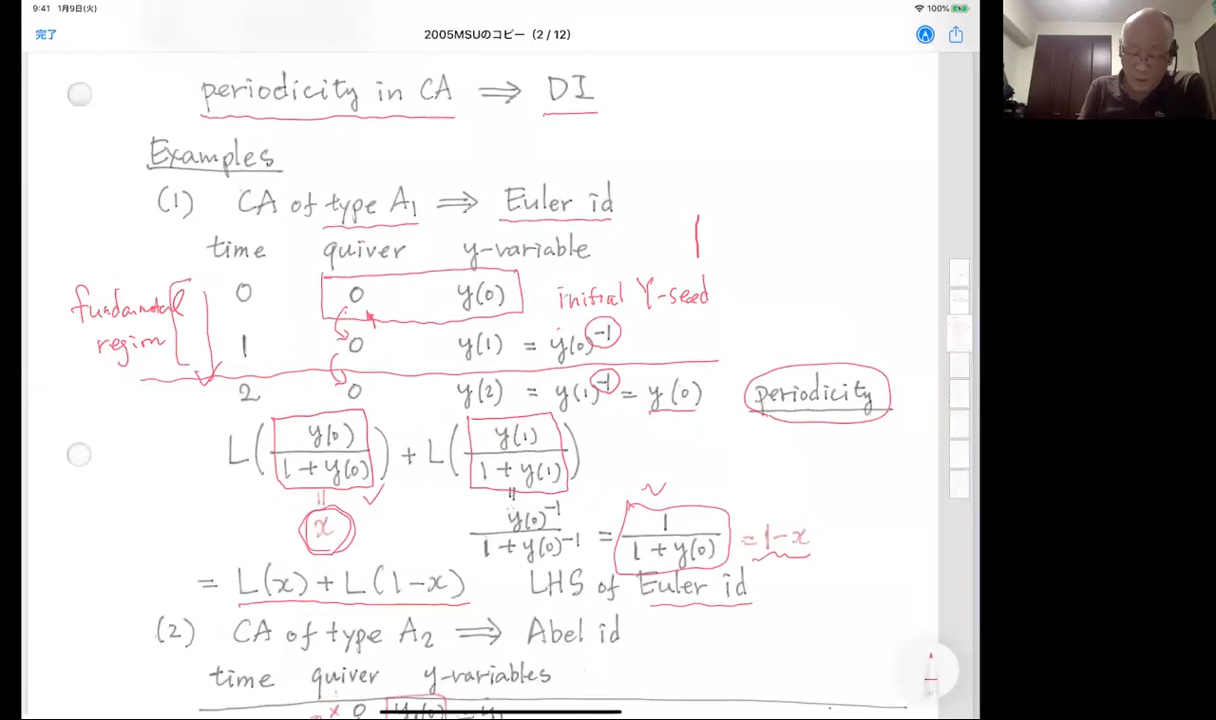 9:41 1月9日(火)
100%
完了
2005MSUのコピー (2 / 12)
periodicity in CA ⟹ DI
Examples
(1) CA of type A₁ ⟹ Euler id
time quiver y-variable
0 0 y(0) initial Y-seed
fundamental region
1 0 y(1) = y(0)⁻¹
2 0 y(2) = y(1)⁻¹ = y(0) periodicity
L( y(0) / 1 + y(0) ) + L( y(1) / 1 + y(1) )
|| x
|| y(0)⁻¹ / 1 + y(0)⁻¹ = 1 / 1 + y(0) = 1 - x
= L(x) + L(1-x) LHS of Euler id
(2) CA of type A₂ ⟹ Abel id
time quiver y-variables